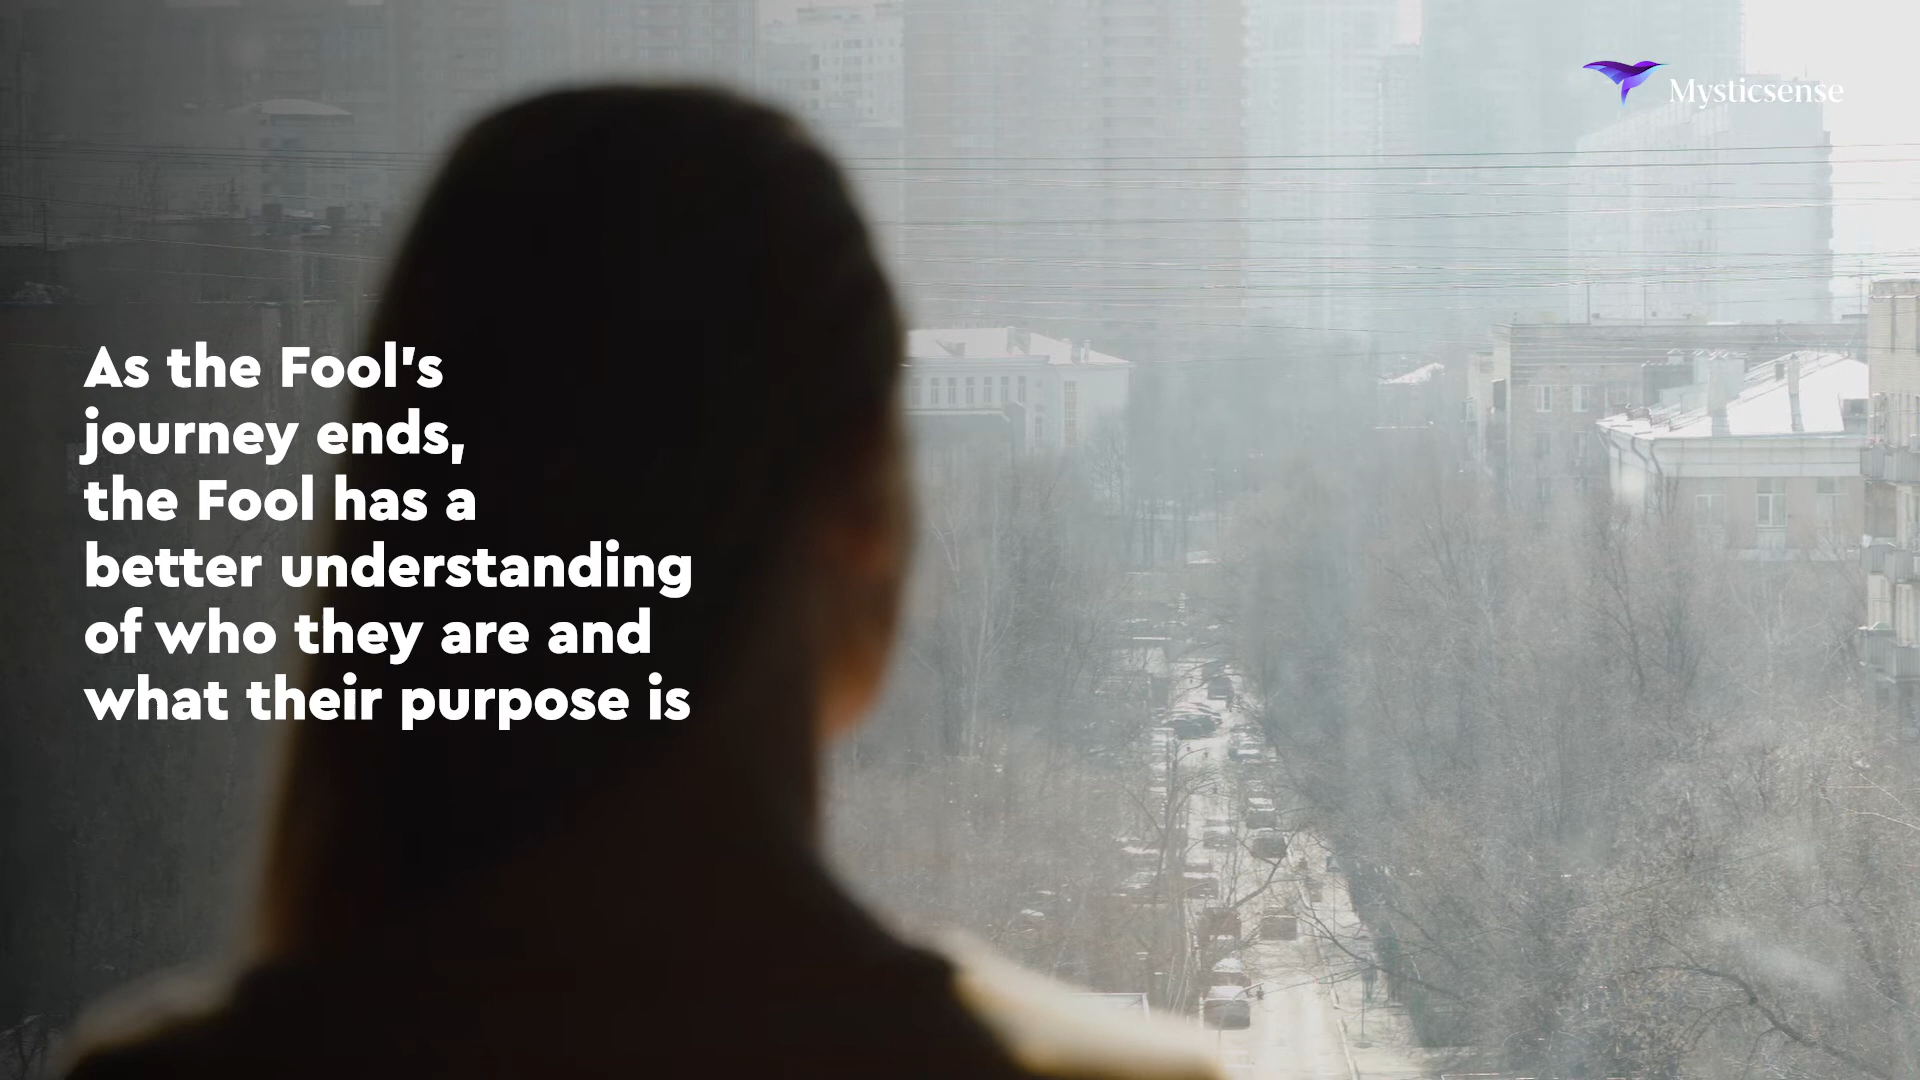 Mysticsense
As the Fool's
journey ends,
the Fool has a
better understanding
of who they are and
what their purpose is